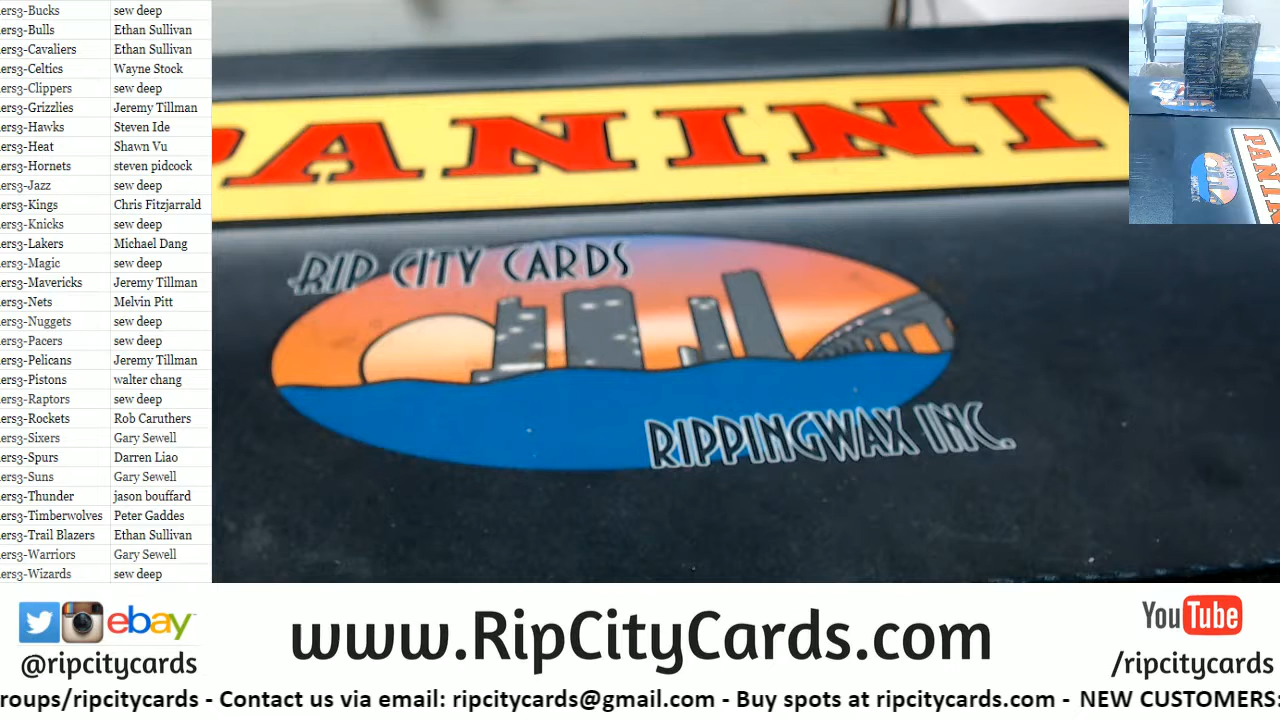 ers3-Bucks sew deep
ers3-Bulls Ethan Sullivan
ers3-Cavaliers Ethan Sullivan
ers3-Celtics Wayne Stock
ers3-Clippers sew deep
ers3-Grizzlies Jeremy Tillman
ers3-Hawks Steven Ide
ers3-Heat Shawn Vu
ers3-Hornets steven pidcock
ers3-Jazz sew deep
ers3-Kings Chris Fitzjarrald
ers3-Knicks sew deep
ers3-Lakers Michael Dang
ers3-Magic sew deep
ers3-Mavericks Jeremy Tillman
ers3-Nets Melvin Pitt
ers3-Nuggets sew deep
ers3-Pacers sew deep
ers3-Pelicans Jeremy Tillman
ers3-Pistons walter chang
ers3-Raptors sew deep
ers3-Rockets Rob Caruthers
ers3-Sixers Gary Sewell
ers3-Spurs Darren Liao
ers3-Suns Gary Sewell
ers3-Thunder jason bouffard
ers3-Timberwolves Peter Gaddes
ers3-Trail Blazers Ethan Sullivan
ers3-Warriors Gary Sewell
ers3-Wizards sew deep
PANINI
RIP CITY CARDS
RIPPINGWAX INC.
PANINI
ebay
@ripcitycards
www.RipCityCards.com
YouTube
/ripcitycards
roups/ripcitycards - Contact us via email: ripcitycards@gmail.com - Buy spots at ripcitycards.com - NEW CUSTOMERS: